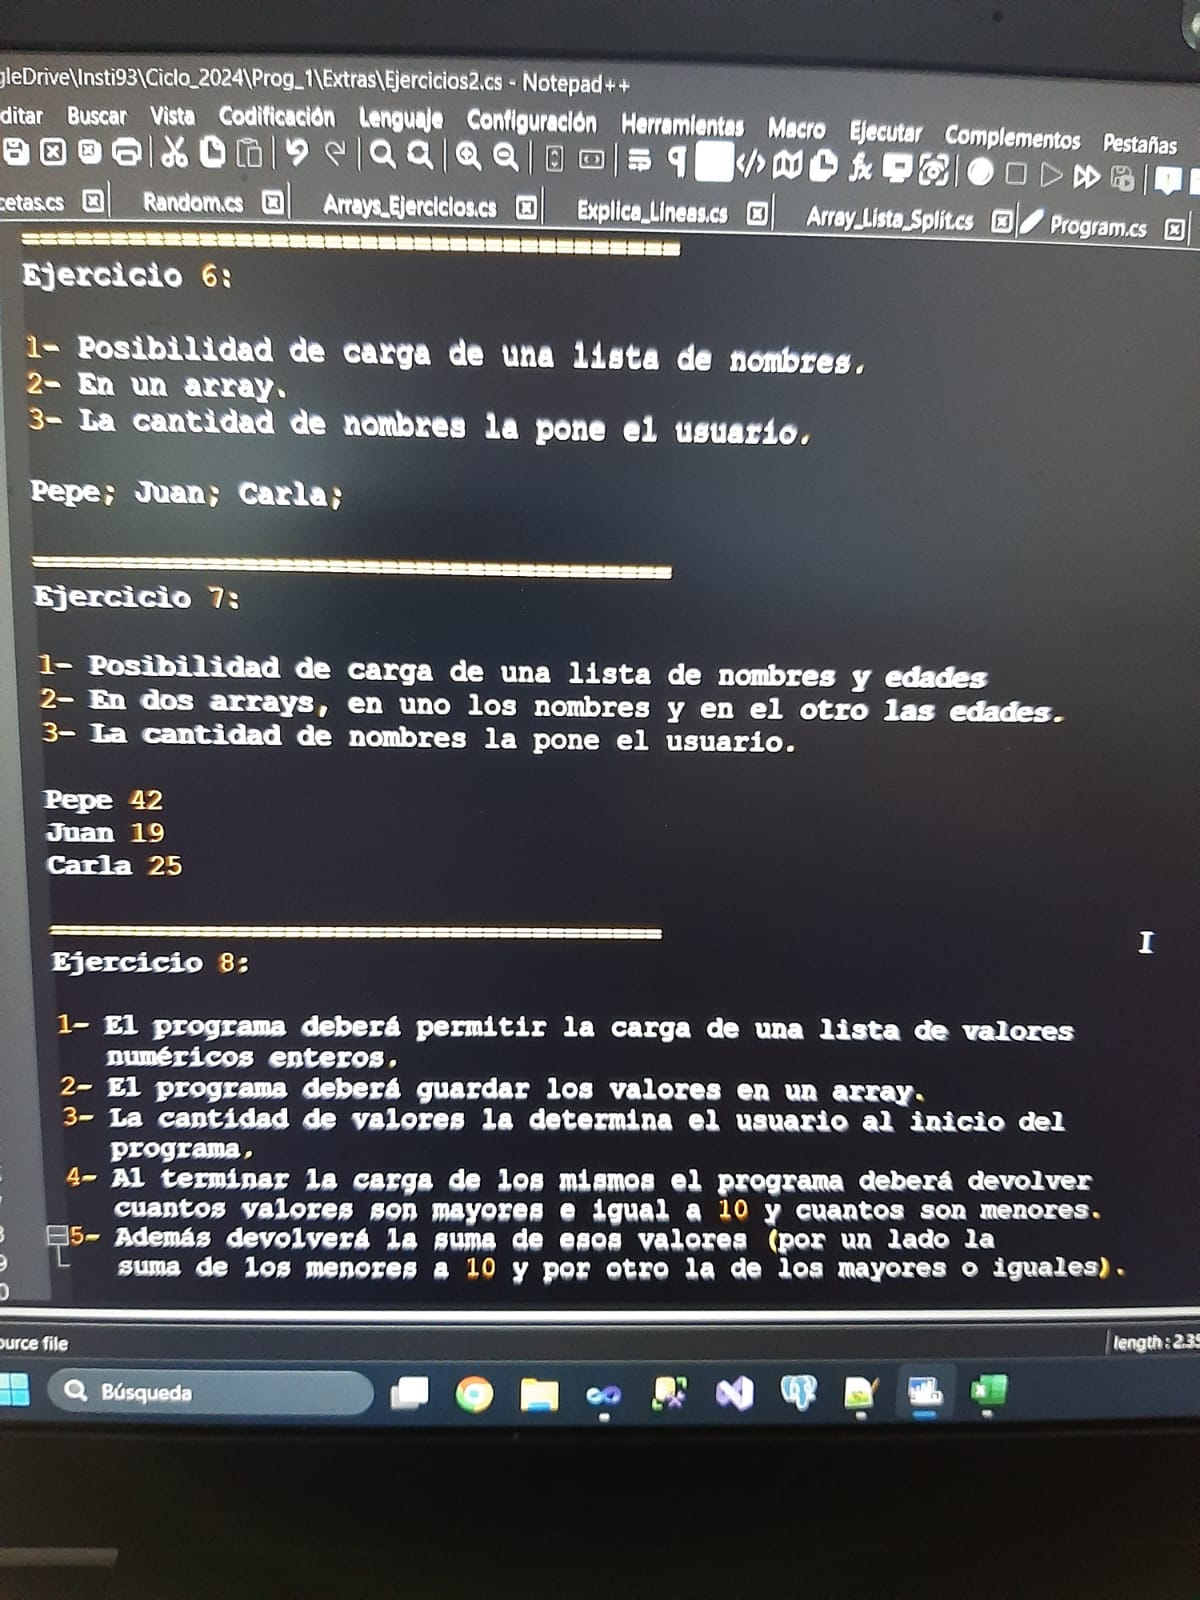 gleDrive\Insti93\Ciclo_2024\Prog_1\Extras\Ejercicios2.cs - Notepad++
ditar Buscar Vista Codificación Lenguaje Configuración Herramientas Macro Ejecutar Complementos Pestañas
cetas.cs Random.cs Arrays_Ejercicios.cs Explica_Lineas.cs Array_Lista_Split.cs Program.cs
Ejercicio 6:
1- Posibilidad de carga de una lista de nombres.
2- En un array.
3- La cantidad de nombres la pone el usuario.
Pepe; Juan; Carla;
Ejercicio 7:
1- Posibilidad de carga de una lista de nombres y edades
2- En dos arrays, en uno los nombres y en el otro las edades.
3- La cantidad de nombres la pone el usuario.
Pepe 42
Juan 19
Carla 25
Ejercicio 8:
1- El programa deberá permitir la carga de una lista de valores
numéricos enteros.
2- El programa deberá guardar los valores en un array.
3- La cantidad de valores la determina el usuario al inicio del
programa.
4- Al terminar la carga de los mismos el programa deberá devolver
cuantos valores son mayores e igual a 10 y cuantos son menores.
5- Además devolverá la suma de esos valores (por un lado la
suma de los menores a 10 y por otro la de los mayores o iguales).
ource file length : 2.35
Búsqueda